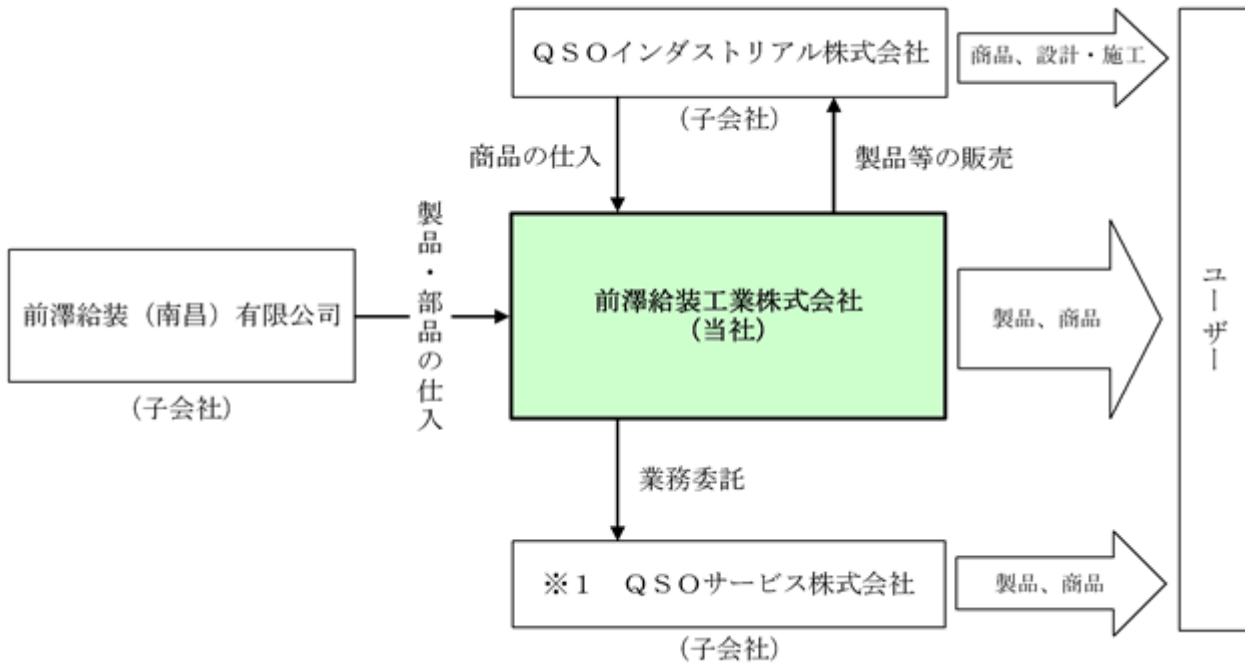 QSOインダストリアル株式会社
商品、設計・施工
(子会社)
商品の仕入
製品等の販売
製品・部品の仕入
前澤給装(南昌)有限公司
(子会社)
前澤給装工業株式会社
(当社)
製品、商品
ユーザー
業務委託
※1 QSOサービス株式会社
製品、商品
(子会社)